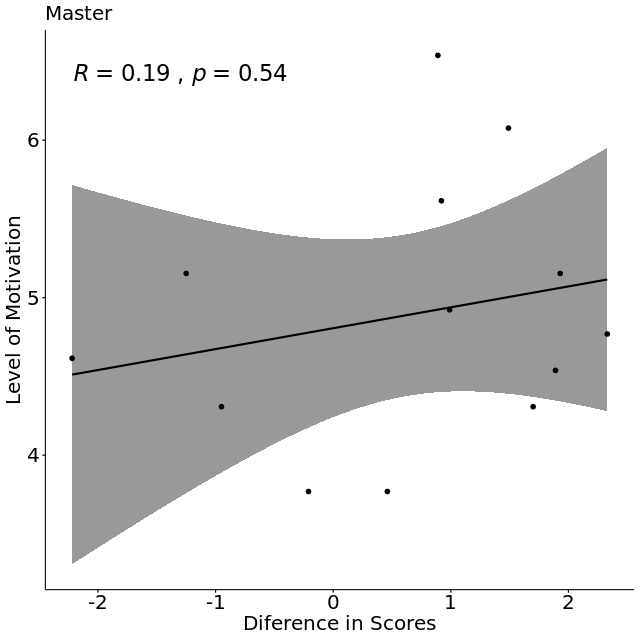 Master
R = 0.19 , p = 0.54
6
5
4
Level of Motivation
-2 -1 0 1 2
Diference in Scores